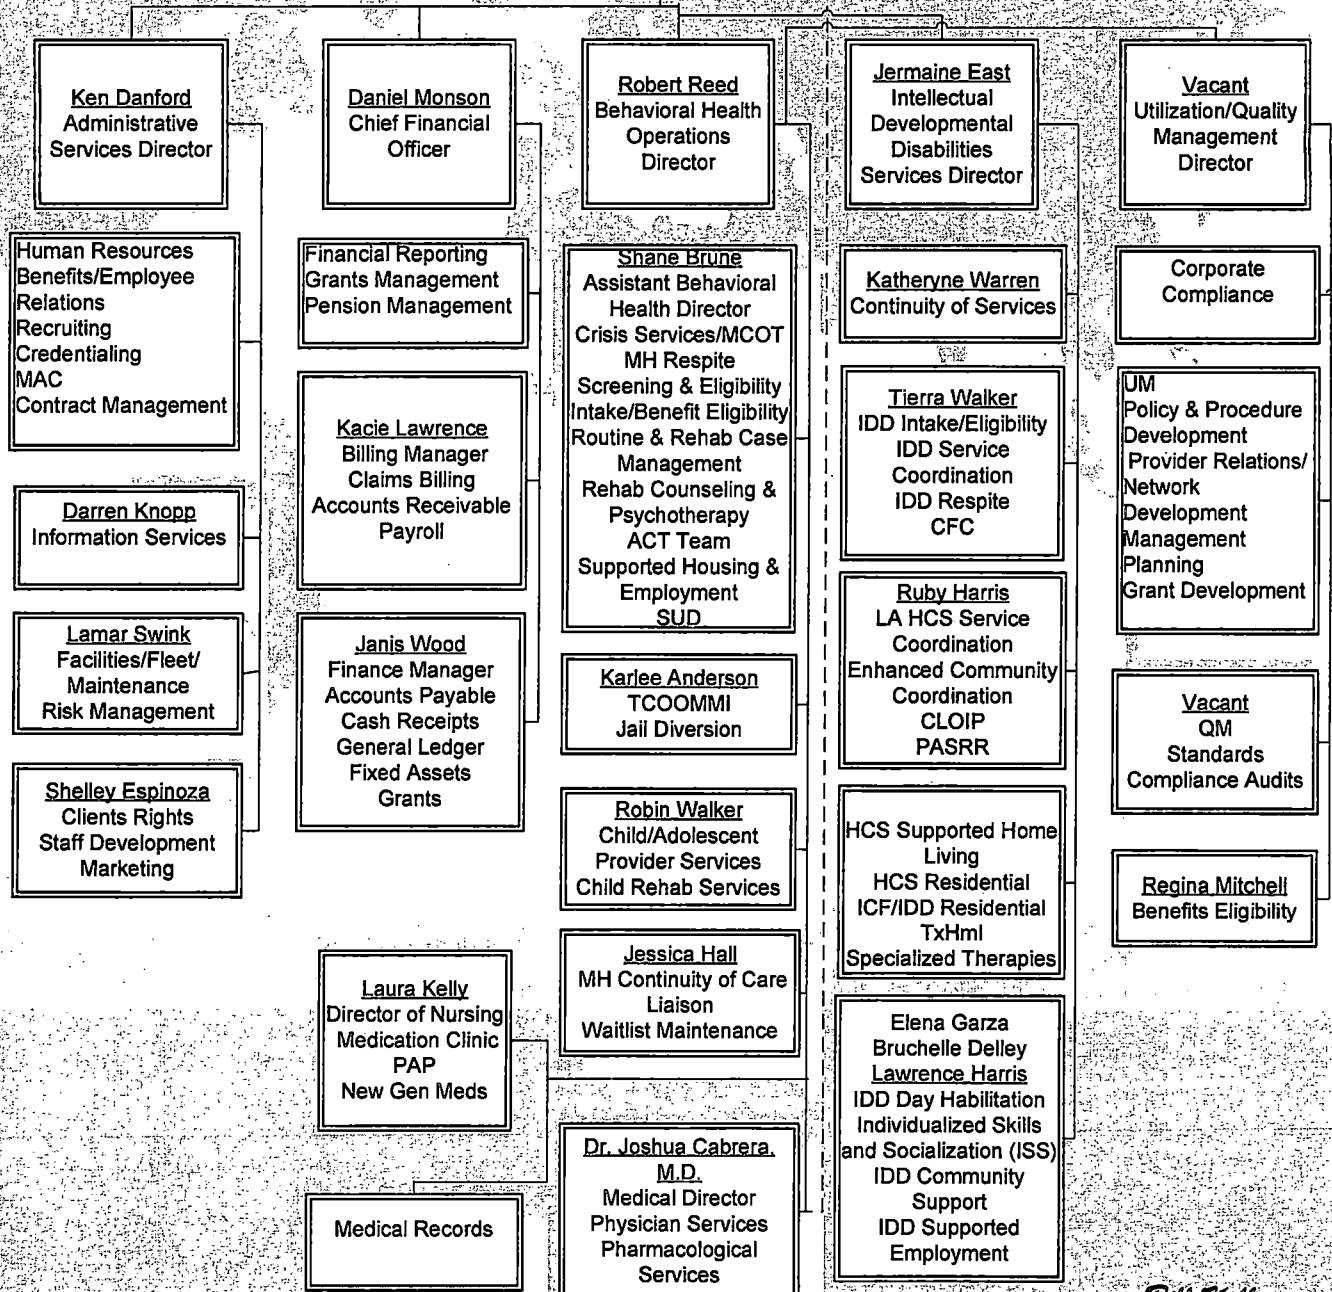 Ken Danford
Administrative
Services Director
Daniel Monson
Chief Financial
Officer
Robert Reed
Behavioral Health
Operations
Director
Jermaine East
Intellectual
Developmental
Disabilities
Services Director
Vacant
Utilization/Quality
Management
Director
Human Resources
Benefits/Employee
Relations
Recruiting
Credentialing
MAC
Contract Management
Darren Knopp
Information Services
Lamar Swink
Facilities/Fleet/
Maintenance
Risk Management
Shelley Espinoza
Clients Rights
Staff Development
Marketing
Financial Reporting
Grants Management
Pension Management
Kacie Lawrence
Billing Manager
Claims Billing
Accounts Receivable
Payroll
Janis Wood
Finance Manager
Accounts Payable
Cash Receipts
General Ledger
Fixed Assets
Grants
Laura Kelly
Director of Nursing
Medication Clinic
PAP
New Gen Meds
Medical Records
Shane Brune
Assistant Behavioral
Health Director
Crisis Services/MCOT
MH Respite
Screening & Eligibility
Intake/Benefit Eligibility
Routine & Rehab Case
Management
Rehab Counseling &
Psychotherapy
ACT Team
Supported Housing &
Employment
SUD
Karlee Anderson
TCOOMMI
Jail Diversion
Robin Walker
Child/Adolescent
Provider Services
Child Rehab Services
Jessica Hall
MH Continuity of Care
Liaison
Waitlist Maintenance
Dr. Joshua Cabrera,
M.D.
Medical Director
Physician Services
Pharmacological
Services
Katheryne Warren
Continuity of Services
Tierra Walker
IDD Intake/Eligibility
IDD Service
Coordination
IDD Respite
CFC
Ruby Harris
LA HCS Service
Coordination
Enhanced Community
Coordination
CLOIP
PASRR
HCS Supported Home
Living
HCS Residential
ICF/IDD Residential
TxHml
Specialized Therapies
Elena Garza
Bruchelle Delley
Lawrence Harris
IDD Day Habilitation
Individualized Skills
and Socialization (ISS)
IDD Community
Support
IDD Supported
Employment
Corporate
Compliance
UM
Policy & Procedure
Development
Provider Relations/
Network
Development
Management
Planning
Grant Development
Vacant
QM
Standards
Compliance Audits
Regina Mitchell
Benefits Eligibility